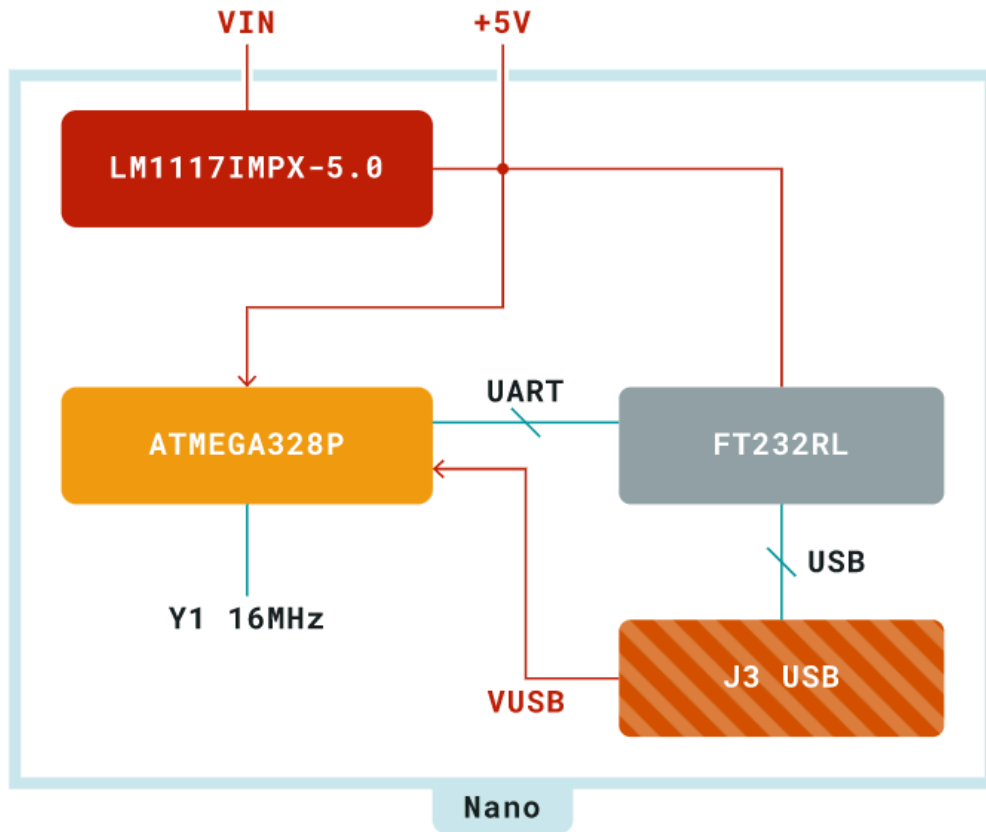 VIN
+5V
LM1117IMPX-5.0
UART
ATMEGA328P
FT232RL
USB
Y1 16MHz
J3 USB
VUSB
Nano